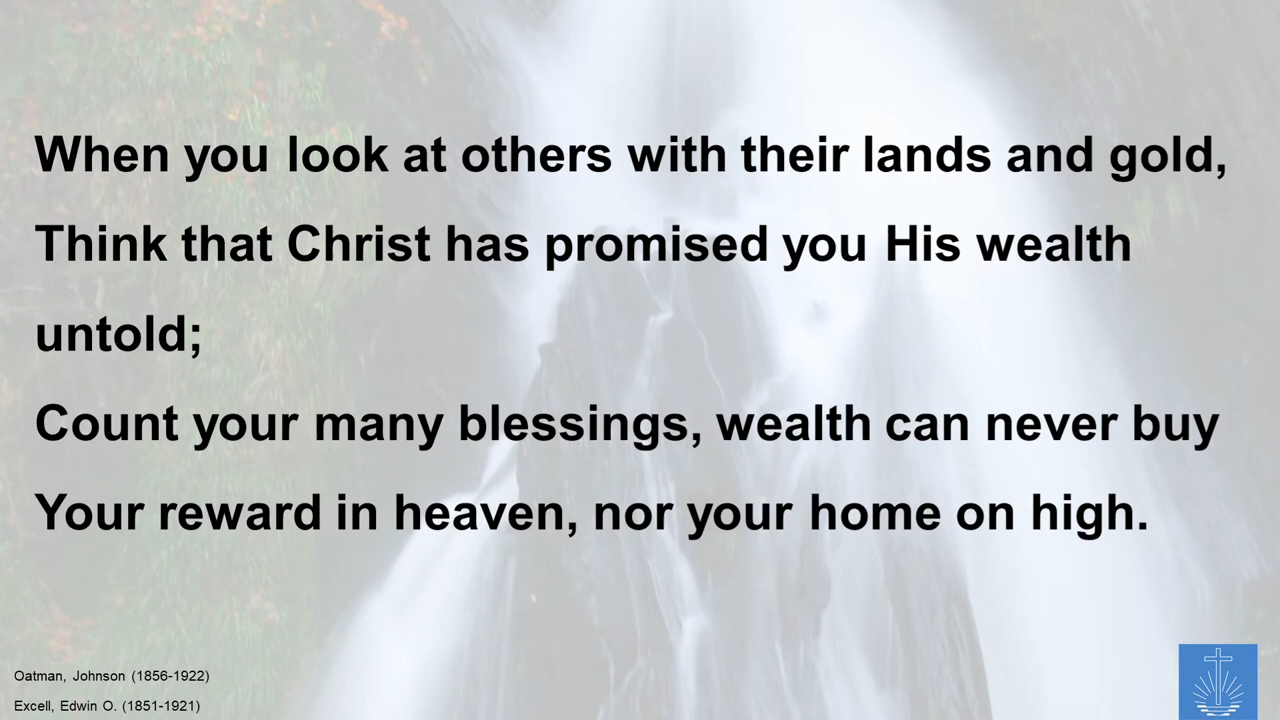 When you look at others with their lands and gold,
Think that Christ has promised you His wealth
untold;
Count your many blessings, wealth can never buy
Your reward in heaven, nor your home on high.
Oatman, Johnson (1856-1922)
Excell, Edwin O. (1851-1921)